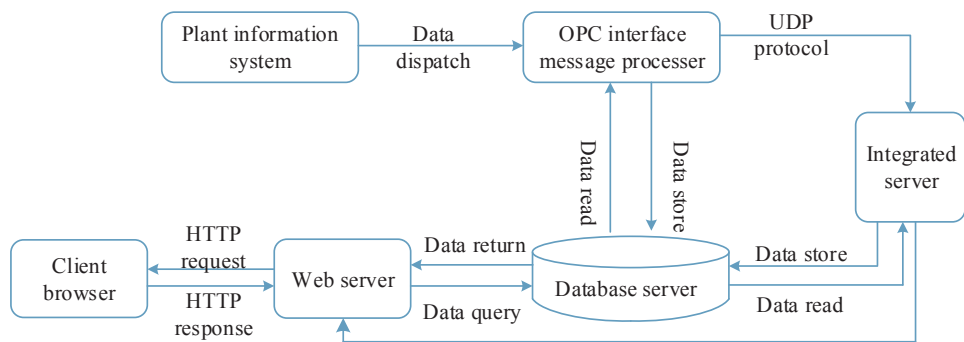 Plant information
system
Data
dispatch
OPC interface
message processer
UDP
protocol
Integrated
server
Data read
Data store
Client
browser
HTTP
request
HTTP
response
Web server
Data return
Data query
Database server
Data store
Data read